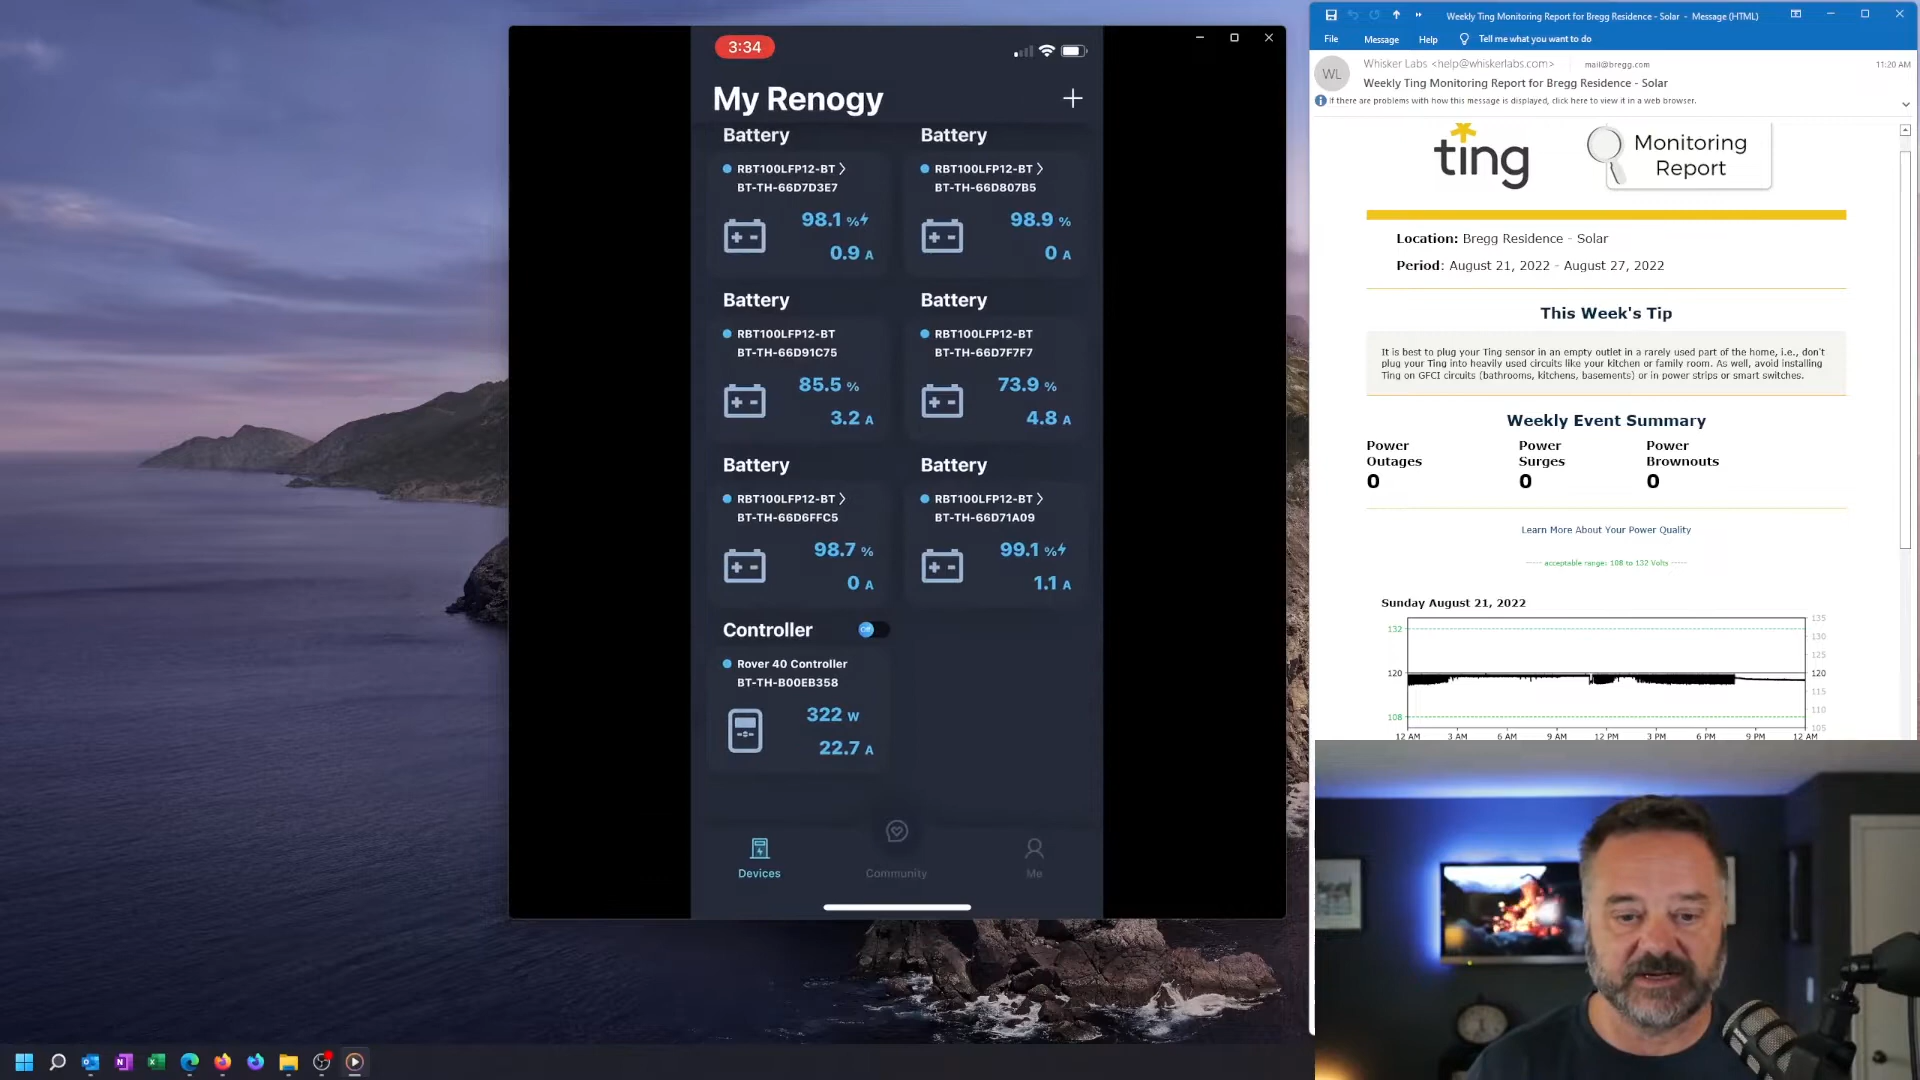 3:34
My Renogy
+
Battery
RBT100LFP12-BT
BT-TH-66D7D3E7
98.1 %
0.9 A
Battery
RBT100LFP12-BT
BT-TH-66D807B5
98.9 %
0 A
Battery
RBT100LFP12-BT
BT-TH-66D91C75
85.5 %
3.2 A
Battery
RBT100LFP12-BT
BT-TH-66D7F7F7
73.9 %
4.8 A
Battery
RBT100LFP12-BT
BT-TH-66D6FFC5
98.7 %
0 A
Battery
RBT100LFP12-BT
BT-TH-66D71A09
99.1 %
1.1 A
Controller
Off
Rover 40 Controller
BT-TH-B00EB358
322 W
22.7 A
Devices
Community
Me
Weekly Ting Monitoring Report for Bregg Residence - Solar - Message (HTML)
File Message Help Tell me what you want to do
WL
Whisker Labs <help@whiskerlabs.com> mail@bregg.com 11:20 AM
Weekly Ting Monitoring Report for Bregg Residence - Solar
If there are problems with how this message is displayed, click here to view it in a web browser.
ting
Monitoring
Report
Location: Bregg Residence - Solar
Period: August 21, 2022 - August 27, 2022
This Week's Tip
It is best to plug your Ting sensor in an empty outlet in a rarely used part of the home, i.e., don't
plug your Ting into heavily used circuits like your kitchen or family room. As well, avoid installing
Ting on GFCI circuits (bathrooms, kitchens, basements) or in power strips or smart switches.
Weekly Event Summary
Power Outages
0
Power Surges
0
Power Brownouts
0
Learn More About Your Power Quality
----- acceptable range: 108 to 132 Volts -----
Sunday August 21, 2022
132
120
108
135
130
125
120
115
110
105
12 AM 3 AM 6 AM 9 AM 12 PM 3 PM 6 PM 9 PM 12 AM